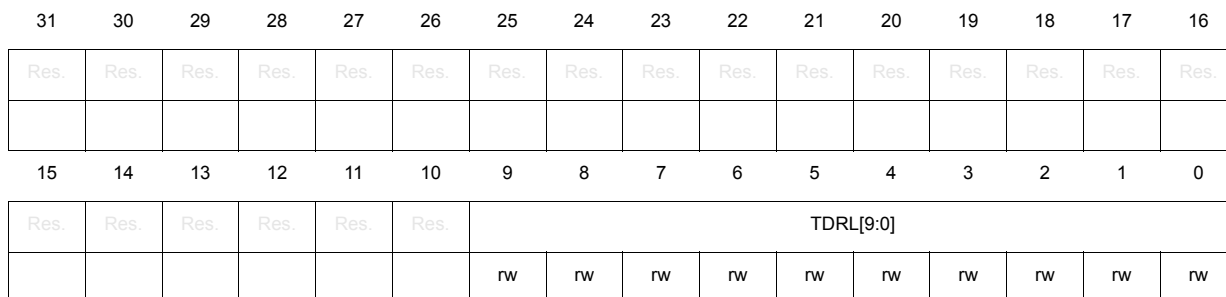 31 30 29 28 27 26 25 24 23 22 21 20 19 18 17 16
Res. Res. Res. Res. Res. Res. Res. Res. Res. Res. Res. Res. Res. Res. Res. Res.
15 14 13 12 11 10 9 8 7 6 5 4 3 2 1 0
Res. Res. Res. Res. Res. Res. TDRL[9:0]
rw rw rw rw rw rw rw rw rw rw